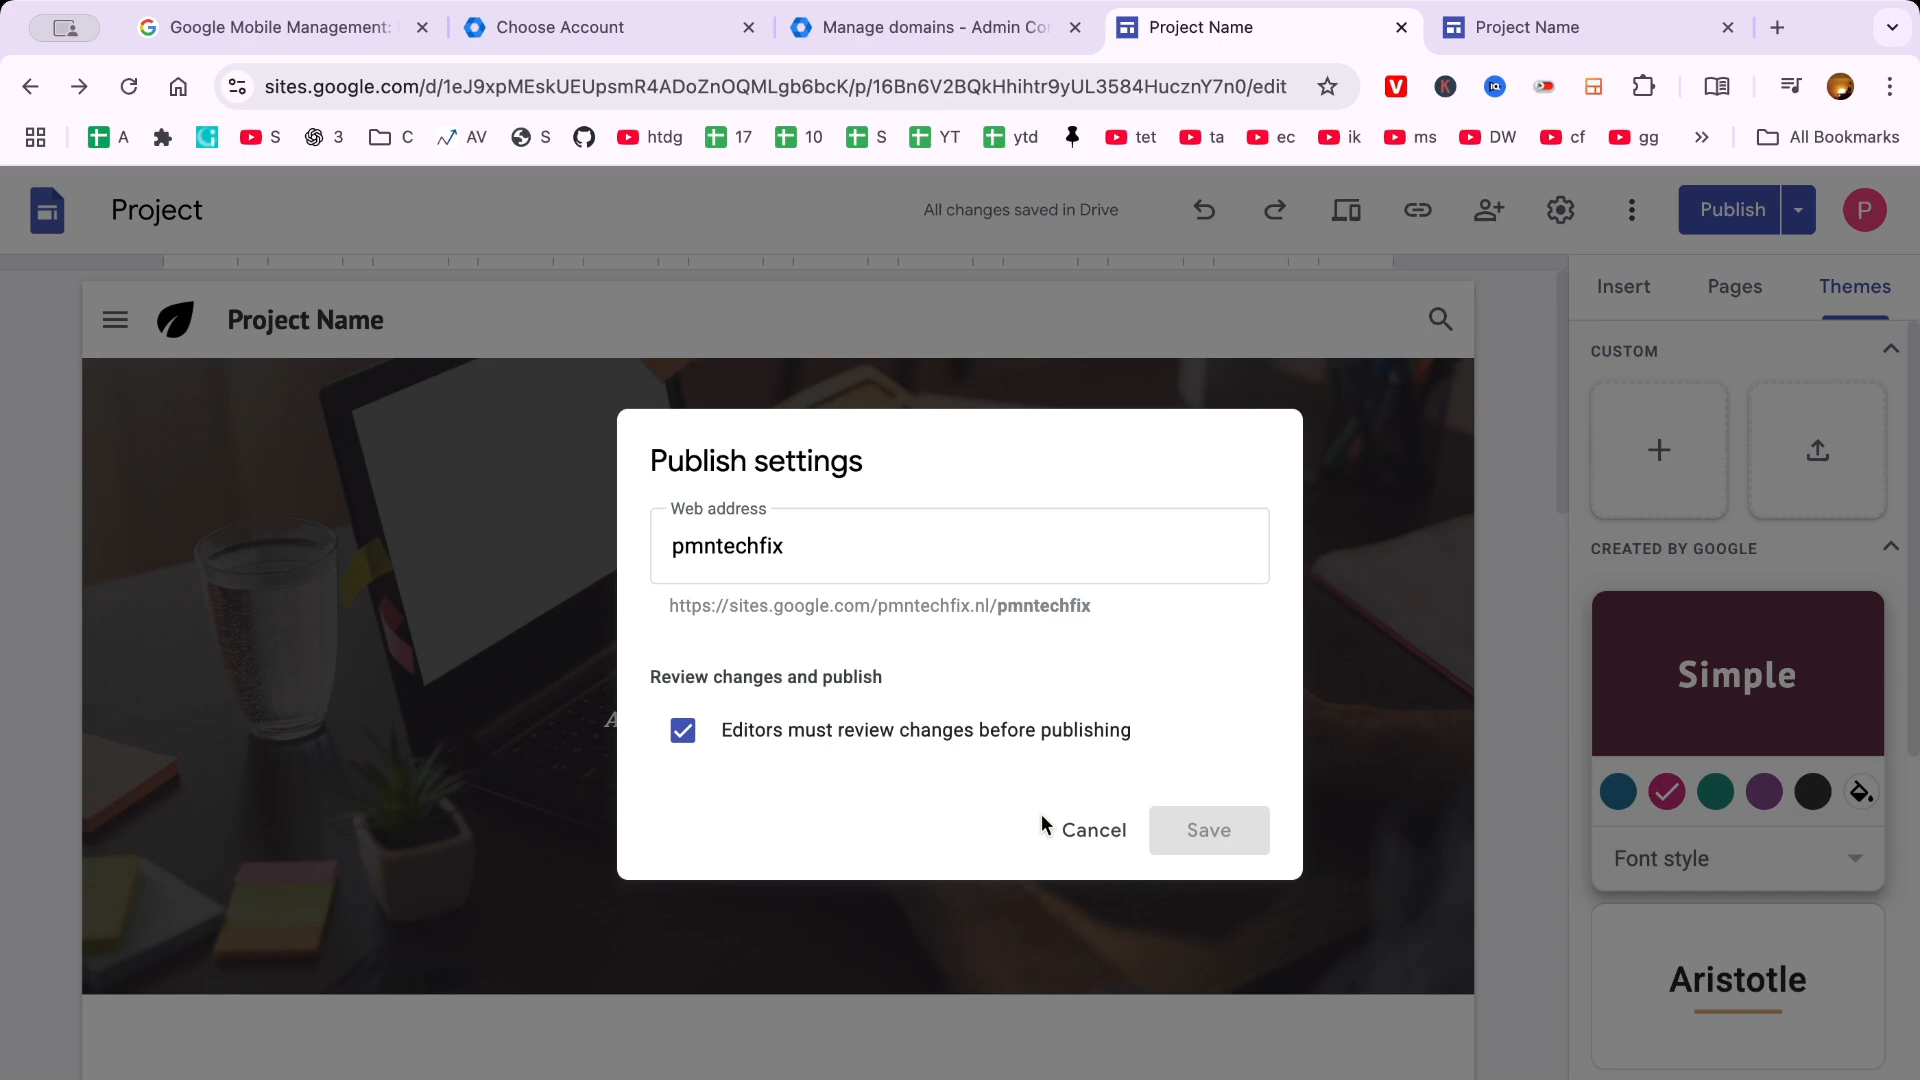 Google Mobile Management:
Choose Account
Manage domains - Admin Co
Project Name
Project Name
sites.google.com/d/1eJ9xpMEskUEUpsmR4ADoZnOQMLgb6bcK/p/16Bn6V2BQkHhihtr9yUL3584HucznY7n0/edit
A
S
3
C
AV
S
htdg
17
10
S
YT
ytd
tet
ta
ec
ik
ms
DW
cf
gg
All Bookmarks
Project
All changes saved in Drive
Publish
P
Project Name
Insert
Pages
Themes
CUSTOM
CREATED BY GOOGLE
Simple
Font style
Aristotle
Publish settings
Web address
pmntechfix
https://sites.google.com/pmntechfix.nl/pmntechfix
Review changes and publish
Editors must review changes before publishing
Cancel
Save